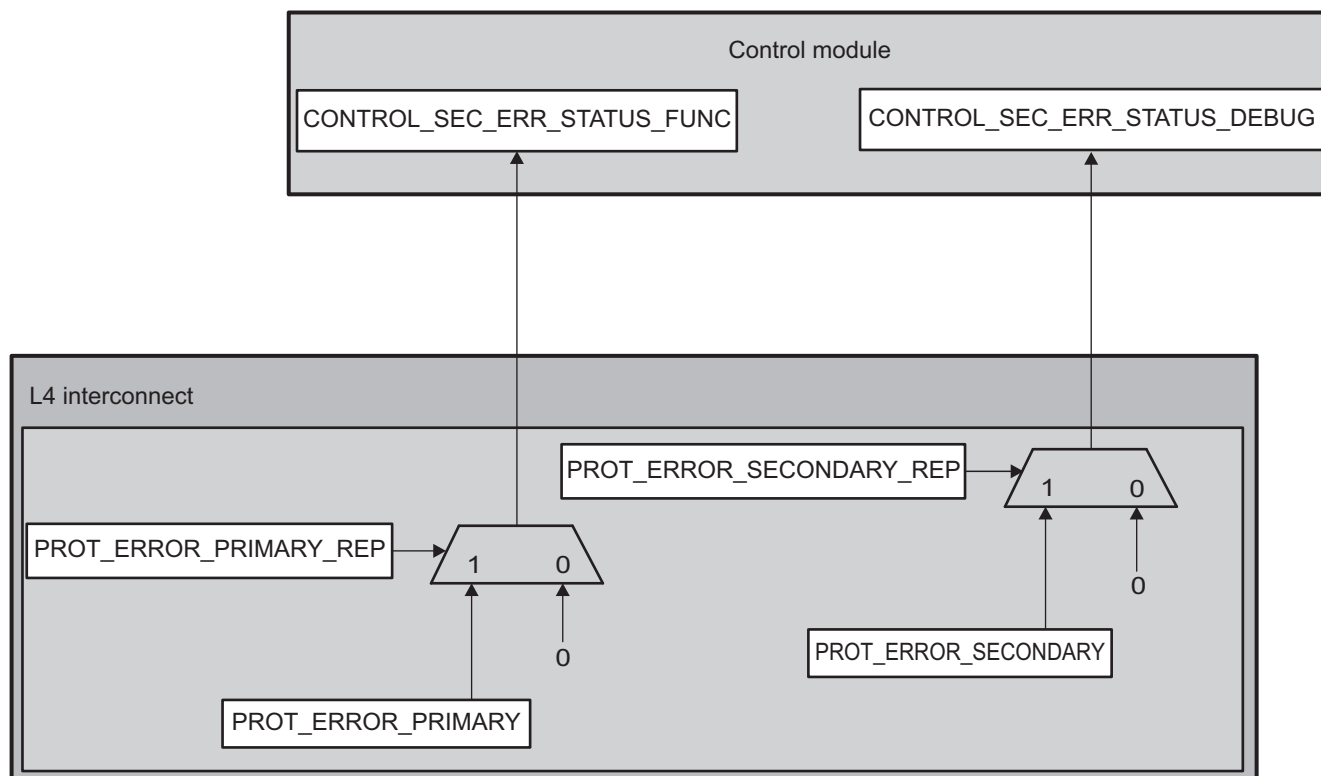 Control module
CONTROL_SEC_ERR_STATUS_FUNC
CONTROL_SEC_ERR_STATUS_DEBUG
L4 interconnect
PROT_ERROR_SECONDARY_REP
1 0
PROT_ERROR_PRIMARY_REP
1 0
0
PROT_ERROR_SECONDARY
0
PROT_ERROR_PRIMARY